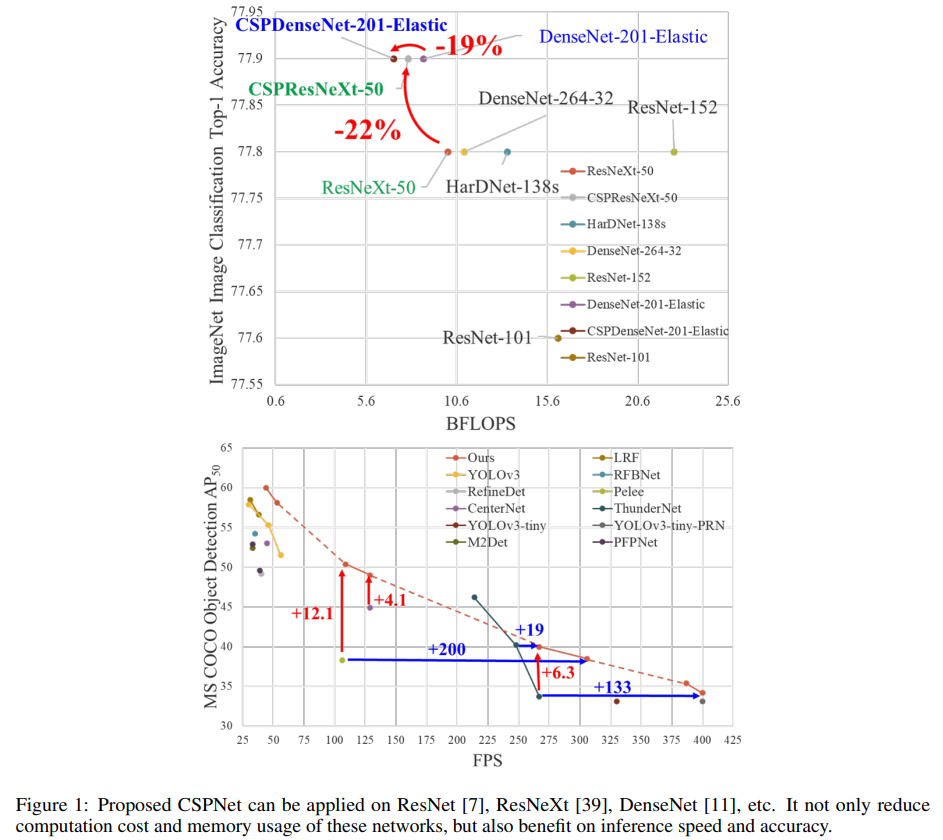 77.95
CSPDenseNet-201-Elastic
-19%
DenseNet-201-Elastic
77.9
CSPResNeXt-50
77.85
DenseNet-264-32
ResNet-152
-22%
77.8
ResNeXt-50
HarDNet-138s
77.75
77.7
77.65
ResNet-101
77.6
77.55
ResNeXt-50
CSPResNeXt-50
HarDNet-138s
DenseNet-264-32
ResNet-152
DenseNet-201-Elastic
CSPDenseNet-201-Elastic
ResNet-101
ImageNet Image Classification Top-1 Accuracy
0.6 5.6 10.6 15.6 20.6 25.6
BFLOPS
65
60
55
50
45
40
35
30
MS COCO Object Detection AP50
Ours LRF
YOLOv3 RFBNet
RefineDet Pelee
CenterNet ThunderNet
YOLOv3-tiny YOLOv3-tiny-PRN
M2Det PFPNet
+12.1
+4.1
+19
+200
+6.3
+133
25 50 75 100 125 150 175 200 225 250 275 300 325 350 375 400 425
FPS
Figure 1: Proposed CSPNet can be applied on ResNet [7], ResNeXt [39], DenseNet [11], etc. It not only reduce
computation cost and memory usage of these networks, but also benefit on inference speed and accuracy.